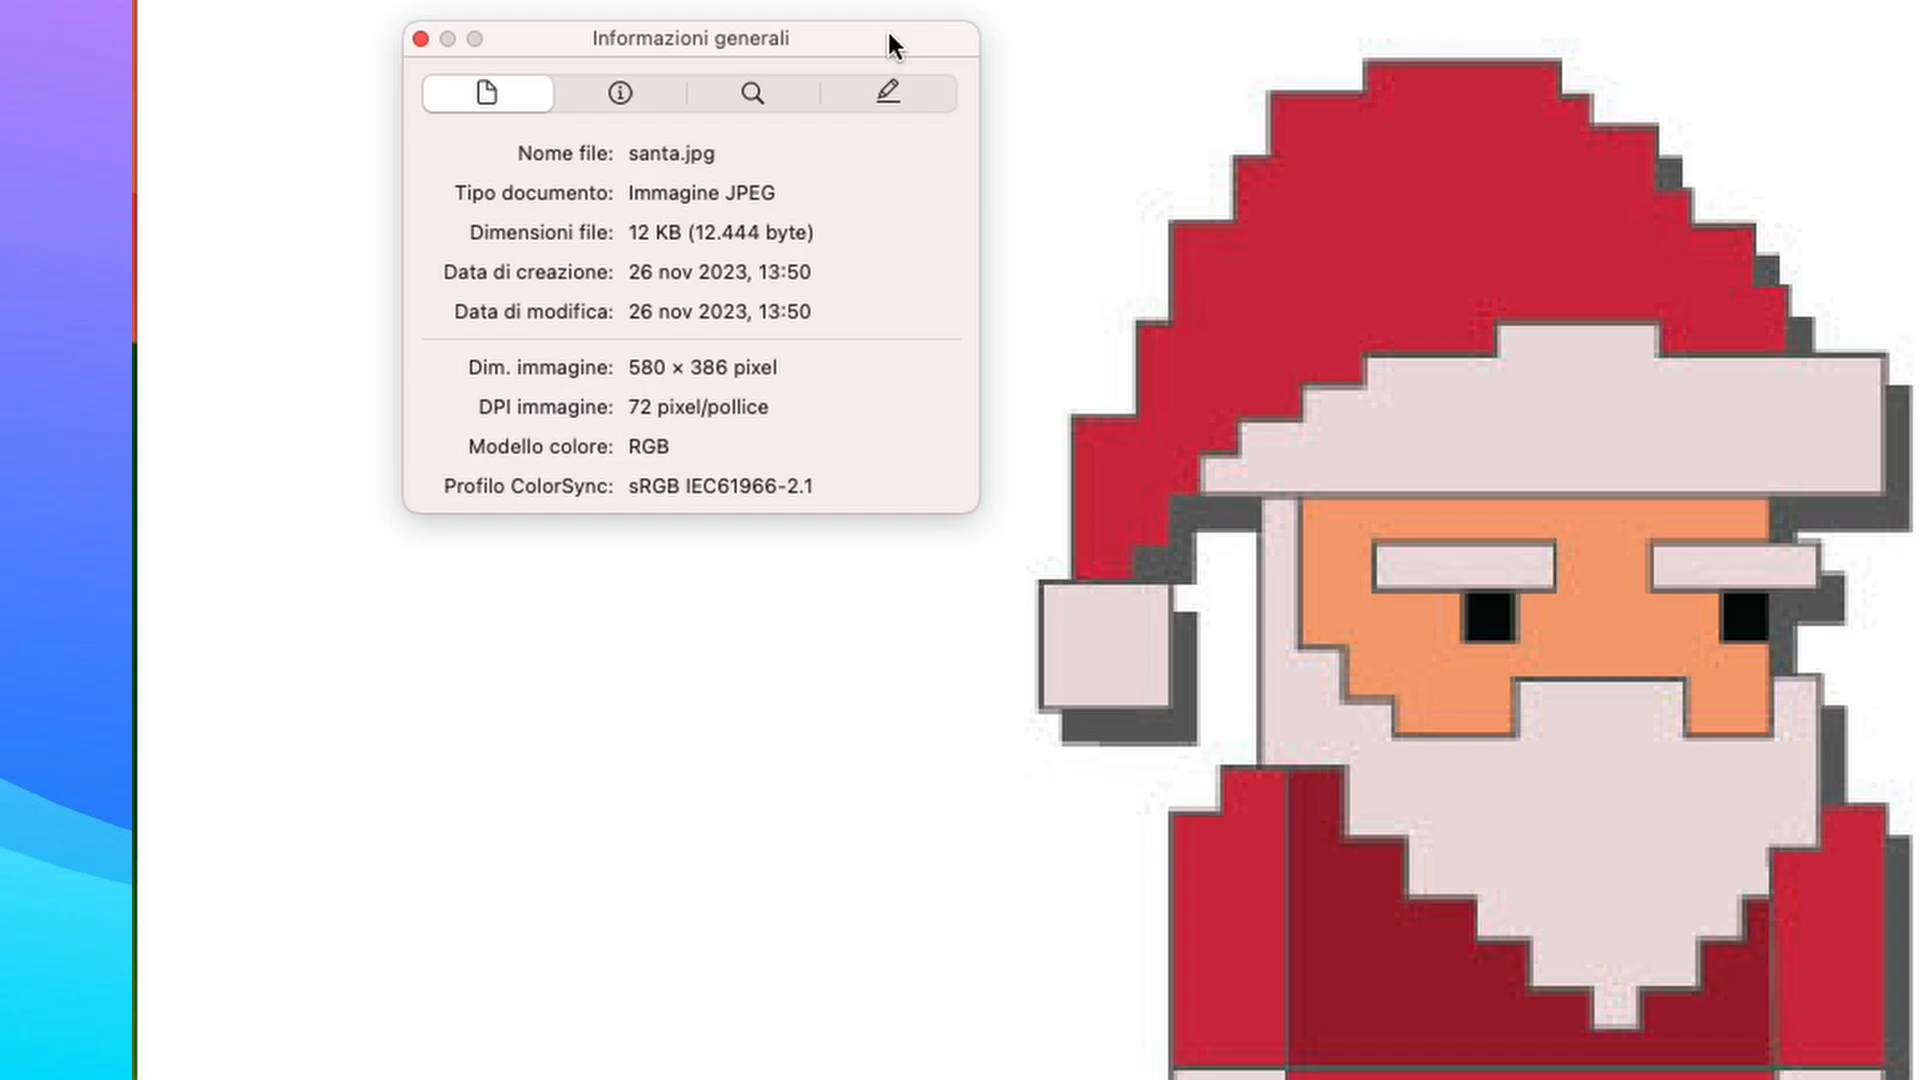 Informazioni generali
Nome file: santa.jpg
Tipo documento: Immagine JPEG
Dimensioni file: 12 KB (12.444 byte)
Data di creazione: 26 nov 2023, 13:50
Data di modifica: 26 nov 2023, 13:50
Dim. immagine: 580 × 386 pixel
DPI immagine: 72 pixel/pollice
Modello colore: RGB
Profilo ColorSync: sRGB IEC61966-2.1